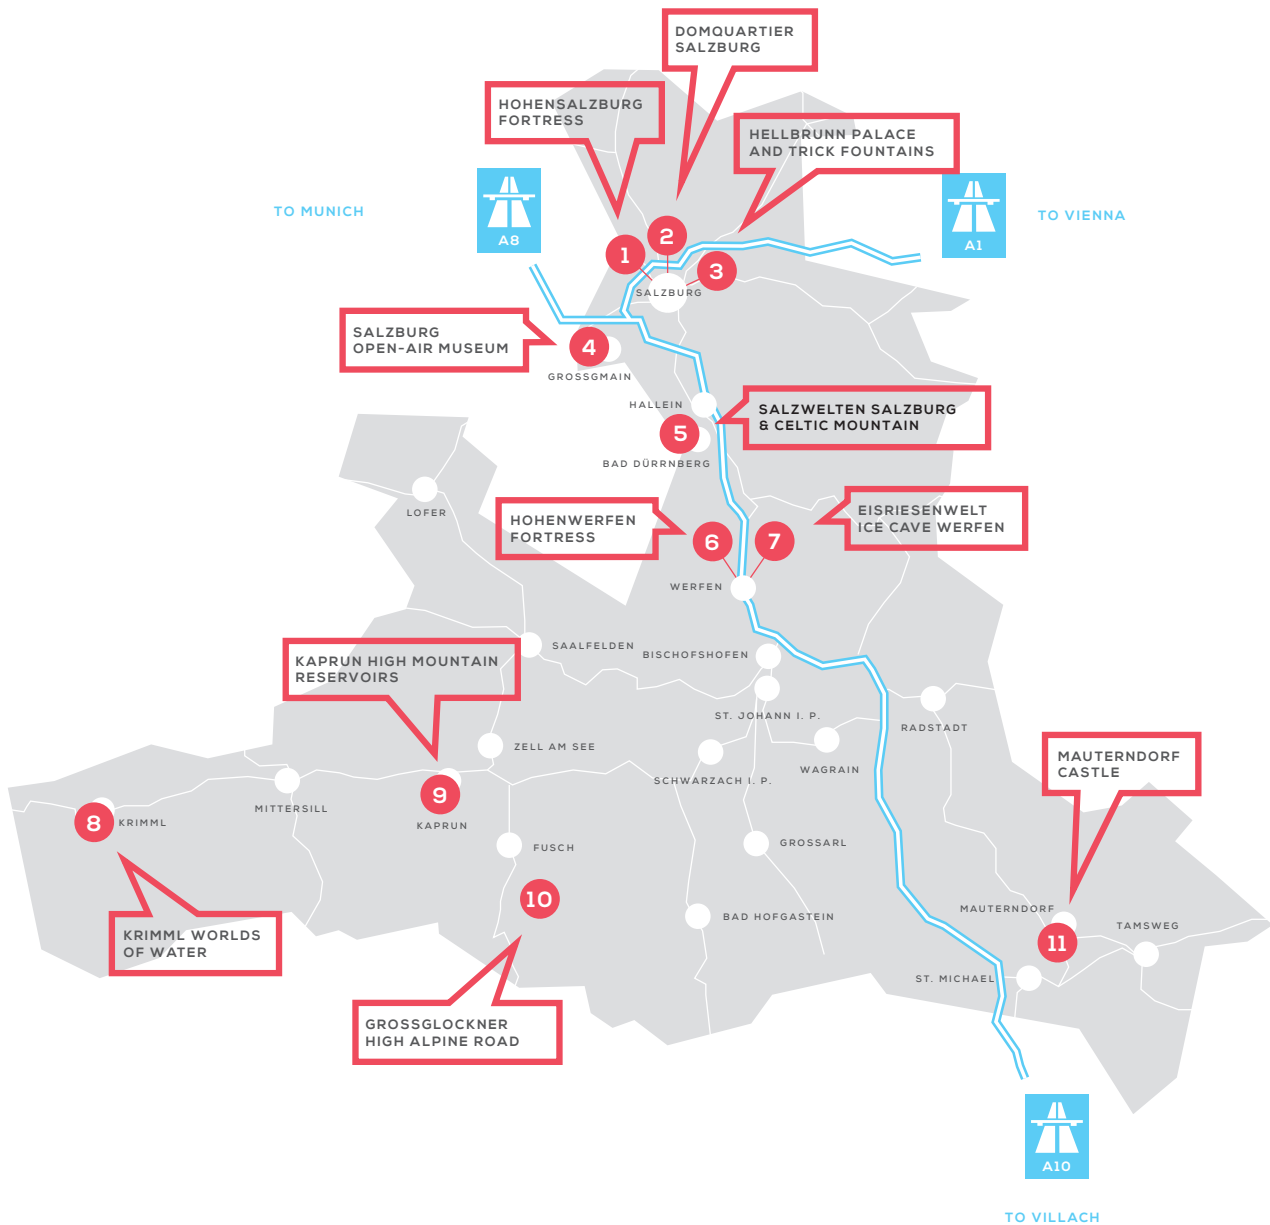 DOMQUARTIER
SALZBURG
HOHENSALZBURG
FORTRESS
HELLBRUNN PALACE
AND TRICK FOUNTAINS
TO MUNICH
A8
A1
TO VIENNA
1
2
3
SALZBURG
SALZBURG
OPEN-AIR MUSEUM
4
GROSSGMAIN
HALLEIN
SALZWELTEN SALZBURG
& CELTIC MOUNTAIN
5
BAD DÜRRNBERG
LOFER
HOHENWERFEN
FORTRESS
EISRIESENWELT
ICE CAVE WERFEN
6
7
WERFEN
SAALFELDEN
BISCHOFSHOFEN
KAPRUN HIGH MOUNTAIN
RESERVOIRS
ST. JOHANN I. P.
RADSTADT
ZELL AM SEE
SCHWARZACH I. P.
WAGRAIN
MAUTERNDORF
CASTLE
MITTERSILL
9
KAPRUN
8
KRIMML
FUSCH
GROSSARL
10
BAD HOFGASTEIN
MAUTERNDORF
TAMSWEG
11
KRIMML WORLDS
OF WATER
ST. MICHAEL
GROSSGLOCKNER
HIGH ALPINE ROAD
A10
TO VILLACH